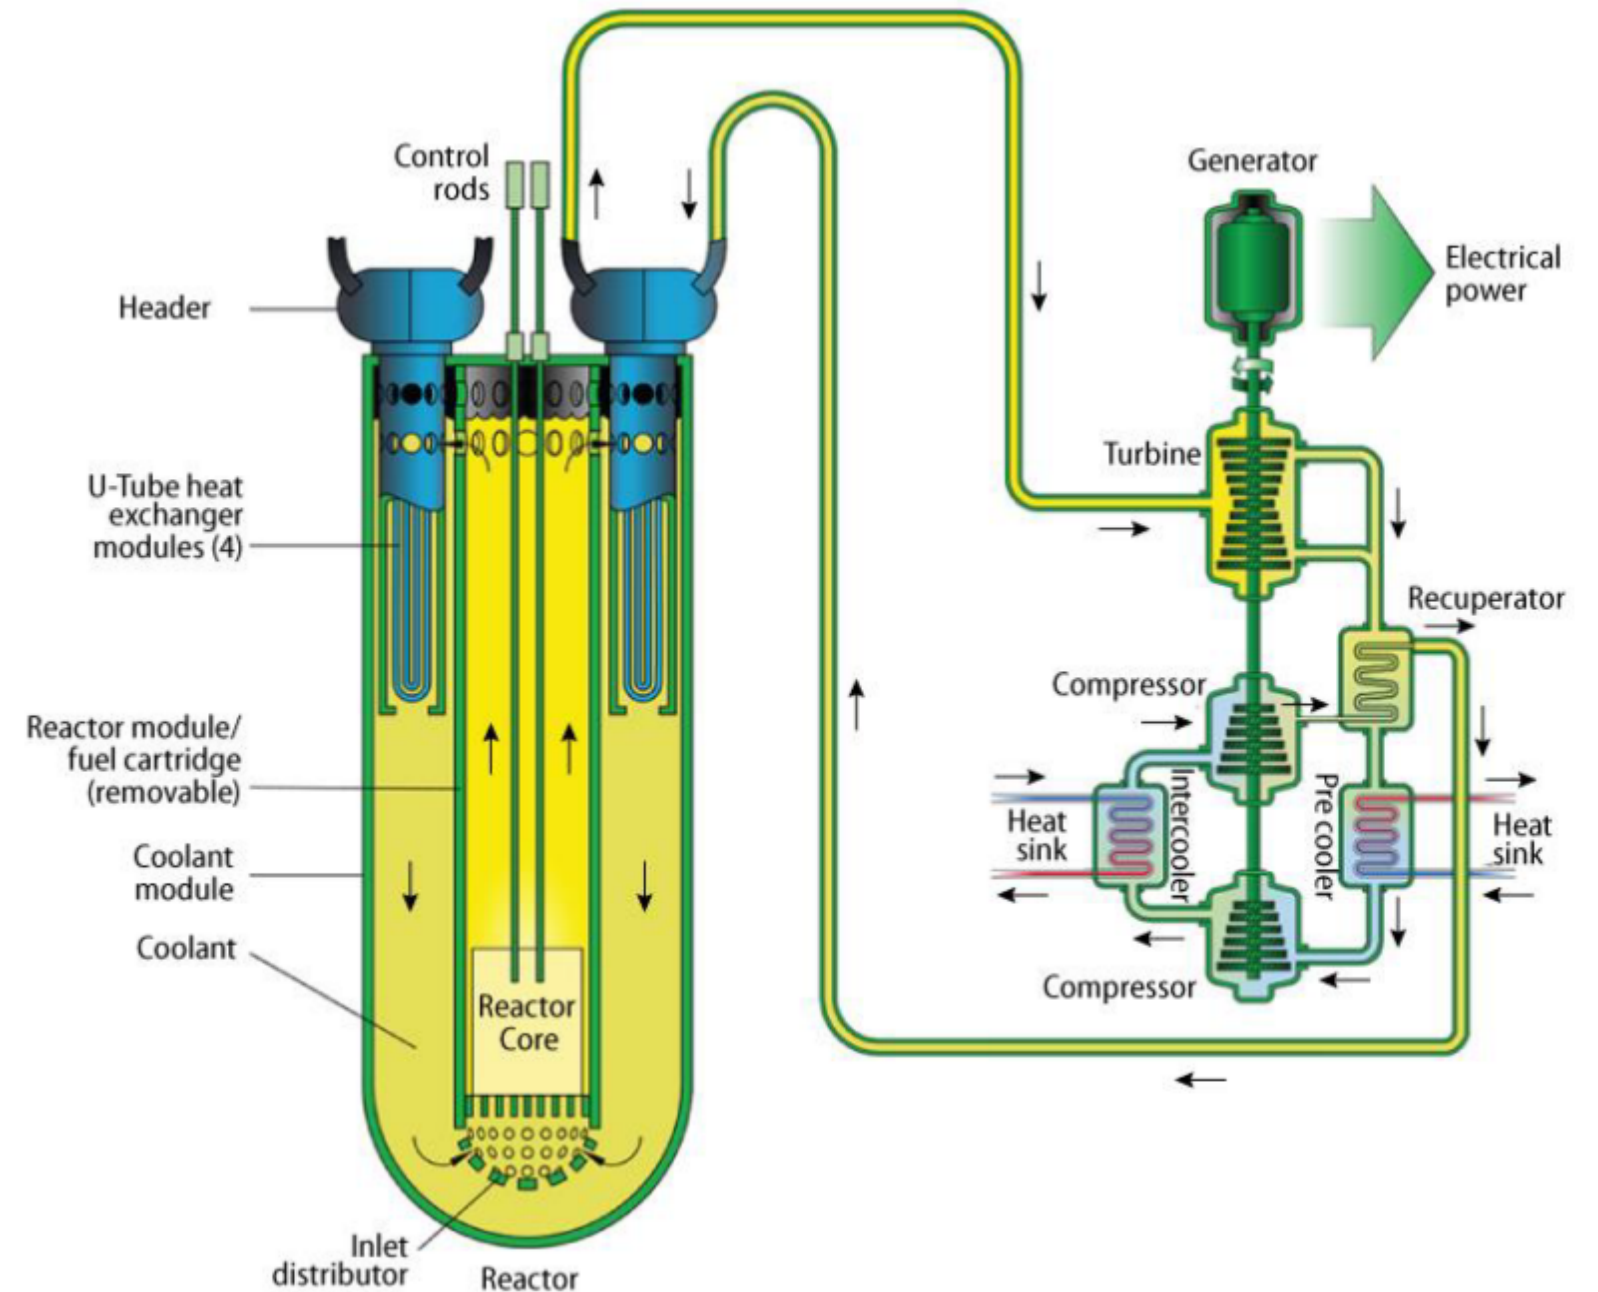 Control
rods
Generator
Electrical
power
Header
Turbine
U-Tube heat
exchanger
modules (4)
Recuperator
Compressor
Reactor module/
fuel cartridge
(removable)
Intercooler
Pre cooler
Heat
sink
Heat
sink
Coolant
module
Coolant
Compressor
Reactor
Core
Inlet
distributor
Reactor